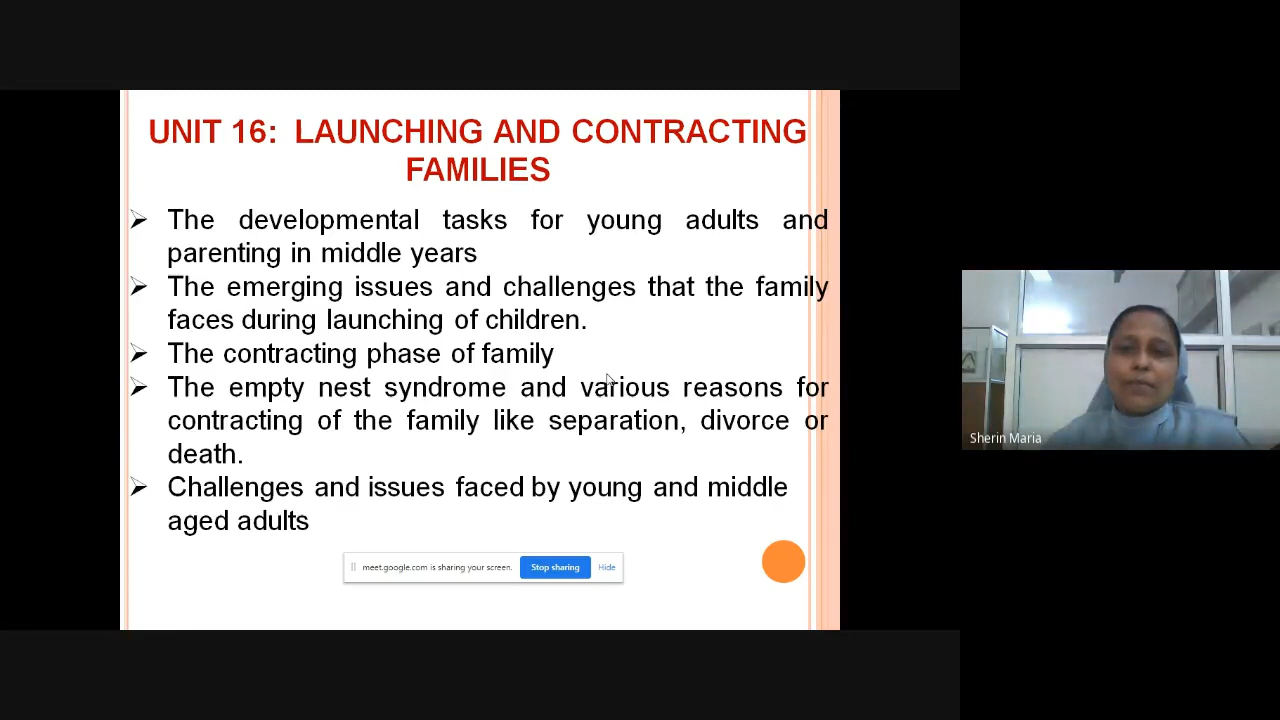 UNIT 16: LAUNCHING AND CONTRACTING
FAMILIES
The developmental tasks for young adults and
parenting in middle years
The emerging issues and challenges that the family
faces during launching of children.
The contracting phase of family
The empty nest syndrome and various reasons for
contracting of the family like separation, divorce or
death.
Challenges and issues faced by young and middle
aged adults
meet.google.com is sharing your screen. Stop sharing Hide
Sherin Maria